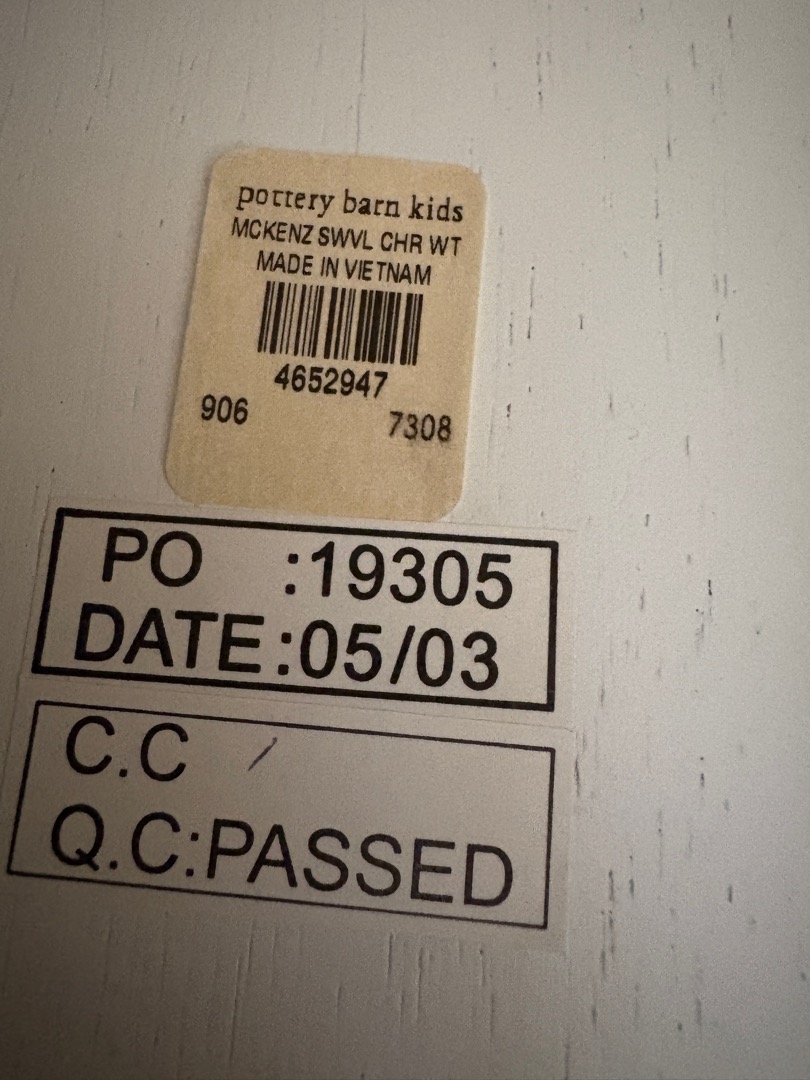 pottery barn kids
MCKENZ SWVL CHR WT
MADE IN VIETNAM
4652947
906 7308
PO :19305
DATE:05/03
C.C /
Q.C:PASSED